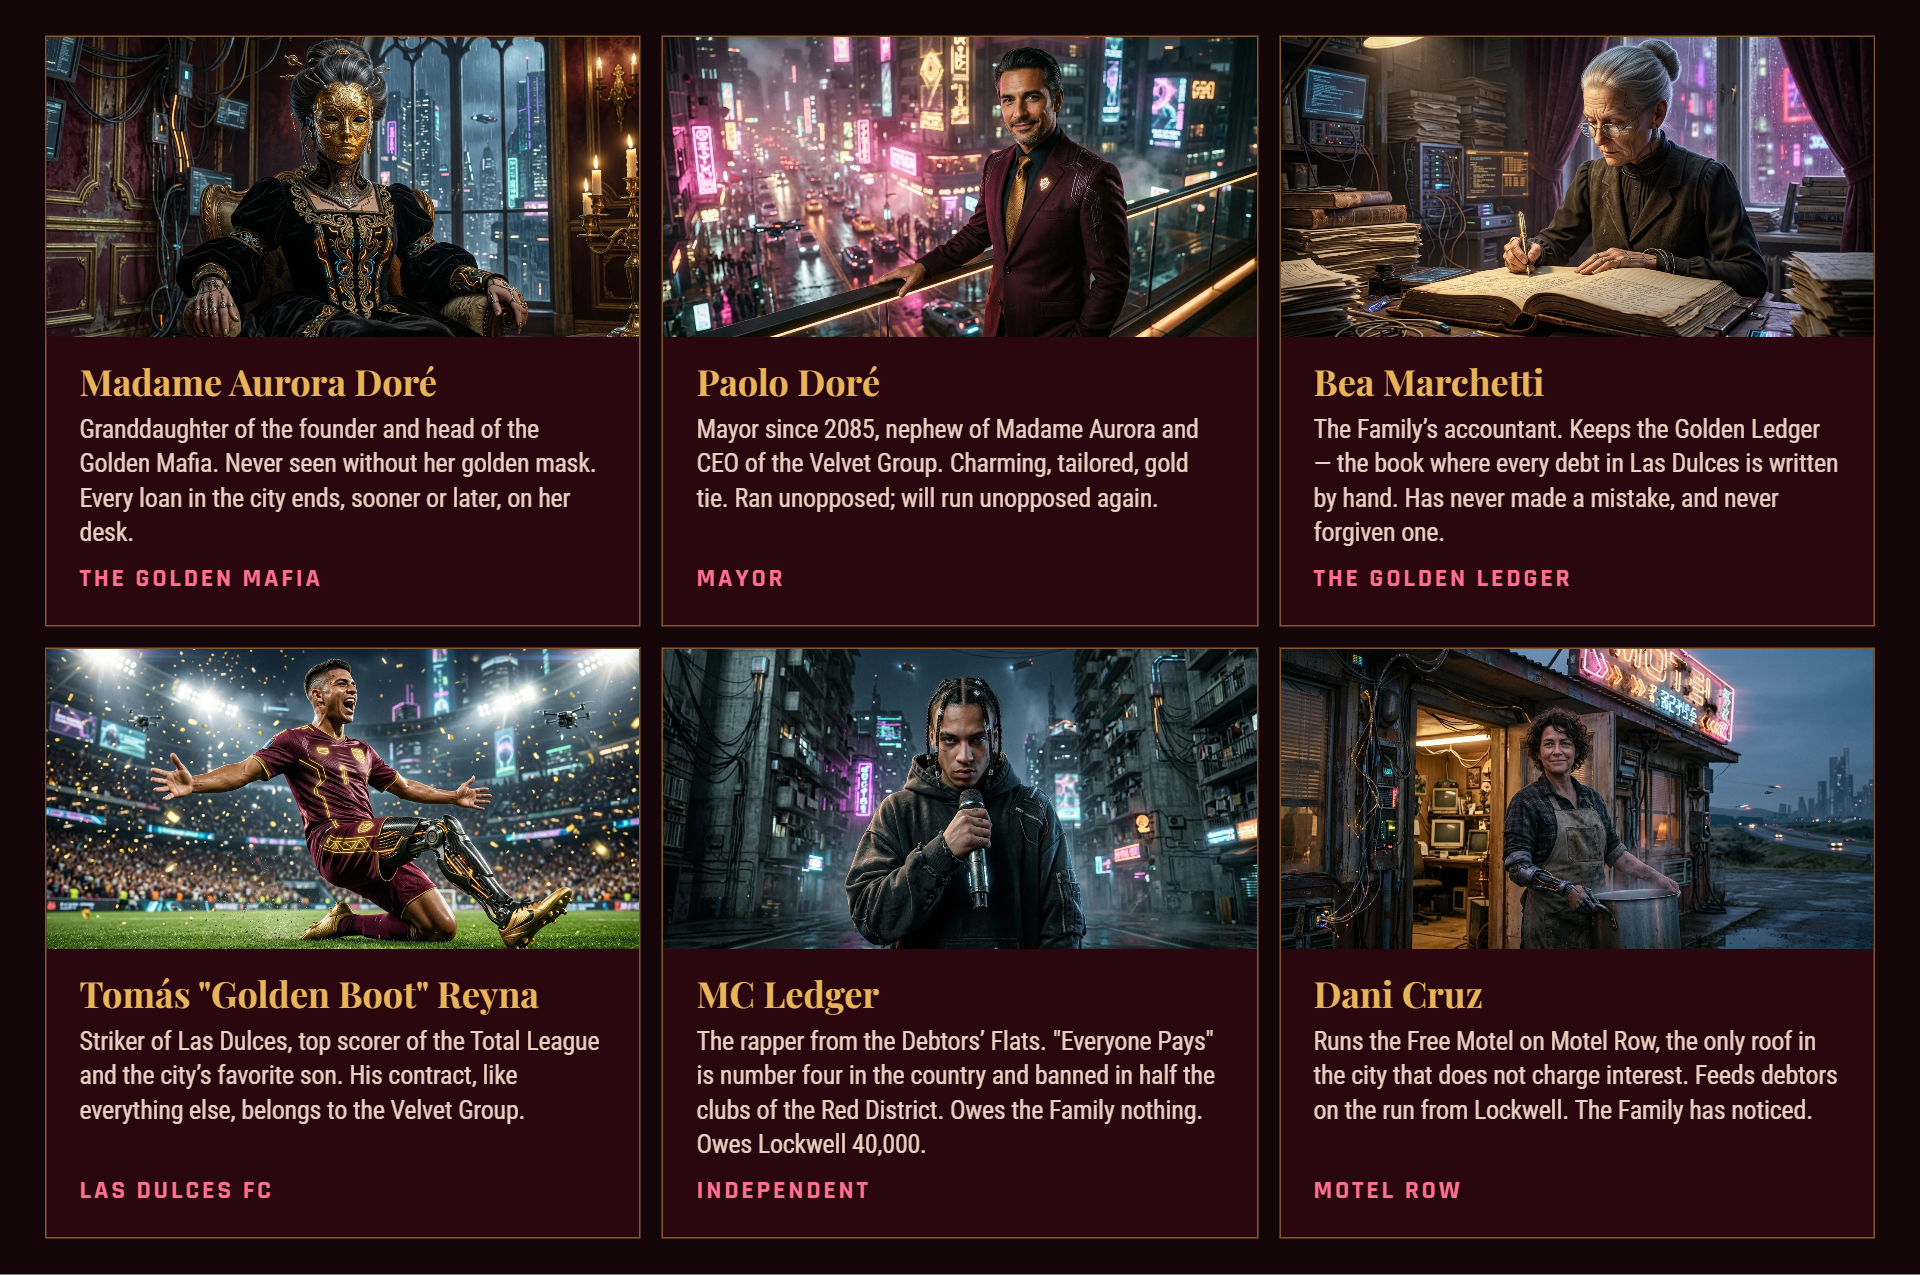 Madame Aurora Doré
Granddaughter of the founder and head of the
Golden Mafia. Never seen without her golden mask.
Every loan in the city ends, sooner or later, on her
desk.
THE GOLDEN MAFIA
Paolo Doré
Mayor since 2085, nephew of Madame Aurora and
CEO of the Velvet Group. Charming, tailored, gold
tie. Ran unopposed; will run unopposed again.
MAYOR
Bea Marchetti
The Family’s accountant. Keeps the Golden Ledger
— the book where every debt in Las Dulces is written
by hand. Has never made a mistake, and never
forgiven one.
THE GOLDEN LEDGER
Tomás "Golden Boot" Reyna
Striker of Las Dulces, top scorer of the Total League
and the city’s favorite son. His contract, like
everything else, belongs to the Velvet Group.
LAS DULCES FC
MC Ledger
The rapper from the Debtors’ Flats. "Everyone Pays"
is number four in the country and banned in half the
clubs of the Red District. Owes the Family nothing.
Owes Lockwell 40,000.
INDEPENDENT
MOTEL
Dani Cruz
Runs the Free Motel on Motel Row, the only roof in
the city that does not charge interest. Feeds debtors
on the run from Lockwell. The Family has noticed.
MOTEL ROW